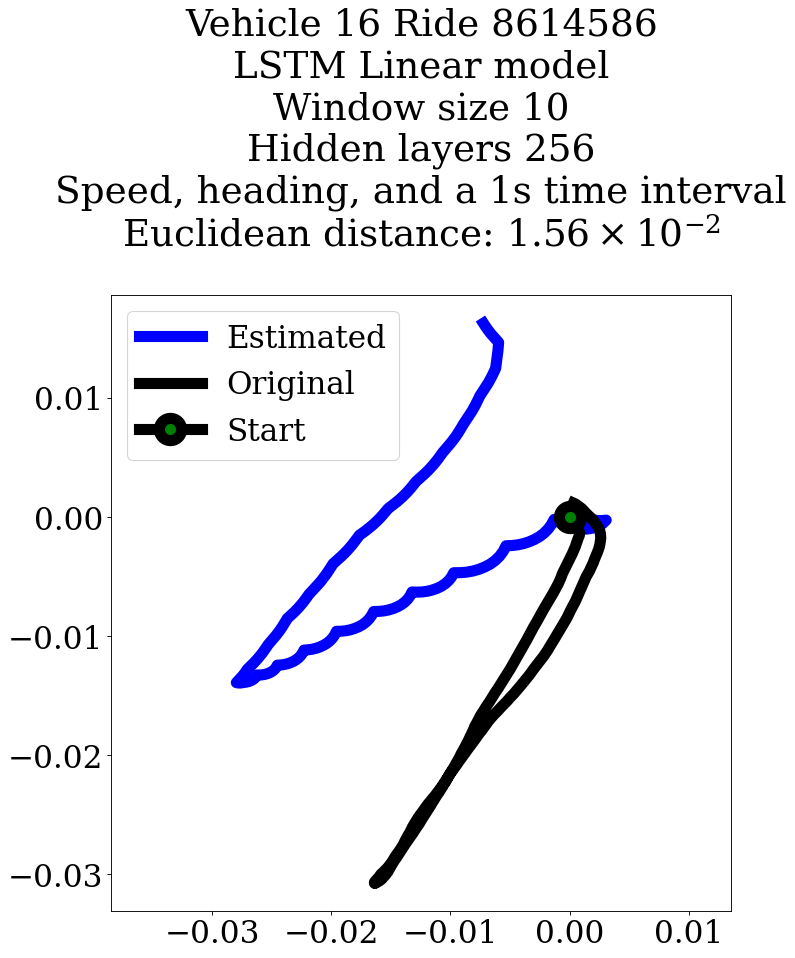 Vehicle 16 Ride 8614586
LSTM Linear model
Window size 10
Hidden layers 256
Speed, heading, and a 1s time interval
Euclidean distance: 1.56 × 10⁻²
Estimated
Original
Start
0.01
0.00
−0.01
−0.02
−0.03
−0.03 −0.02 −0.01 0.00 0.01